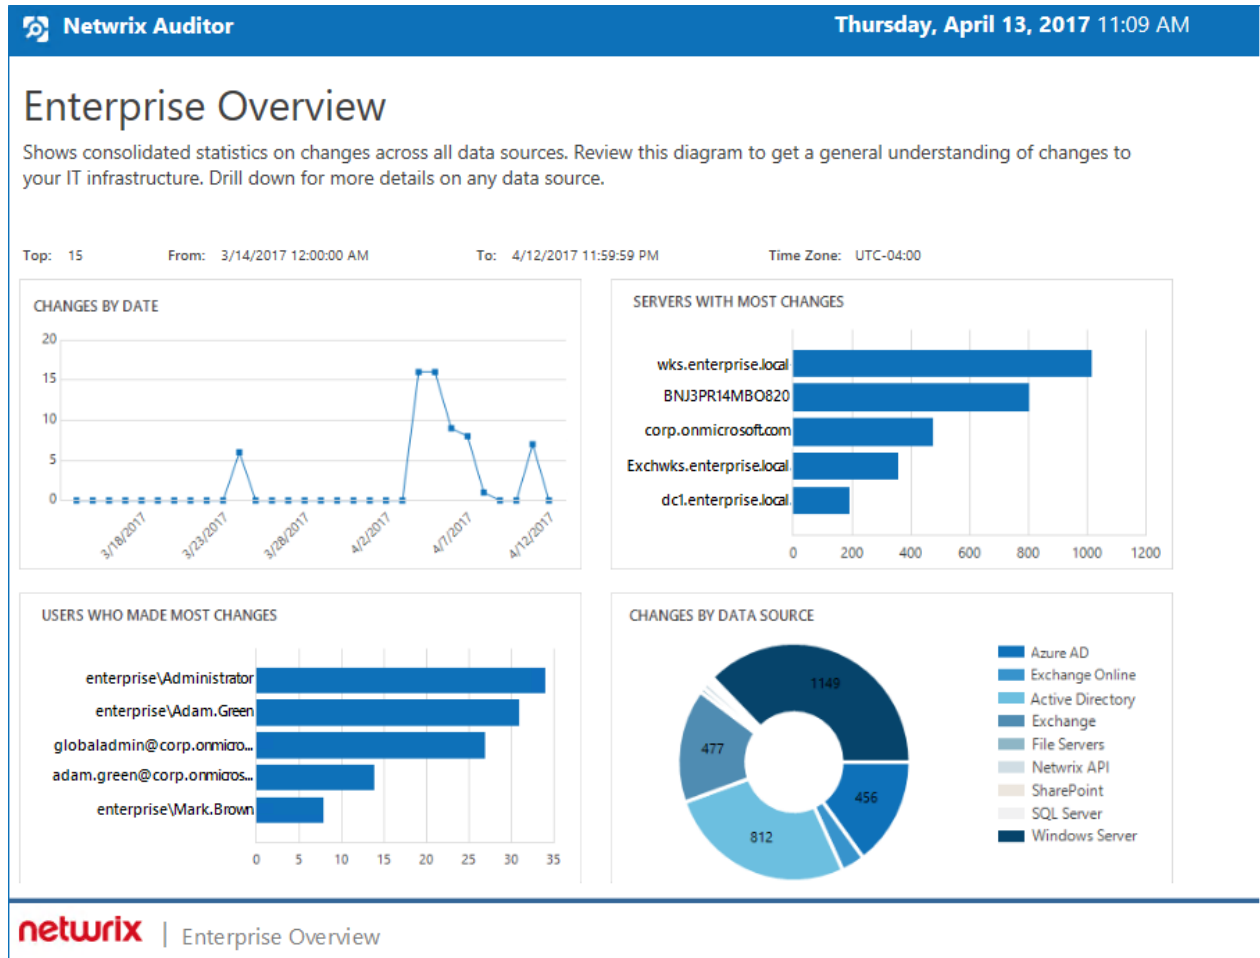 Netwrix Auditor
Thursday, April 13, 2017 11:09 AM
Enterprise Overview
Shows consolidated statistics on changes across all data sources. Review this diagram to get a general understanding of changes to
your IT infrastructure. Drill down for more details on any data source.
Top: 15 From: 3/14/2017 12:00:00 AM To: 4/12/2017 11:59:59 PM Time Zone: UTC-04:00
CHANGES BY DATE
20
15
10
5
0
3/18/2017 3/23/2017 3/28/2017 4/2/2017 4/7/2017 4/12/2017
SERVERS WITH MOST CHANGES
wks.enterprise.local
BNJ3PR14MBO820
corp.onmicrosoft.com
Exchwks.enterprise.local
dc1.enterprise.local
0 200 400 600 800 1000 1200
USERS WHO MADE MOST CHANGES
enterprise\Administrator
enterprise\Adam.Green
globaladmin@corp.onmicro...
adam.green@corp.onmicros...
enterprise\Mark.Brown
0 5 10 15 20 25 30 35
CHANGES BY DATA SOURCE
1149
477
456
812
Azure AD
Exchange Online
Active Directory
Exchange
File Servers
Netwrix API
SharePoint
SQL Server
Windows Server
netwrix | Enterprise Overview